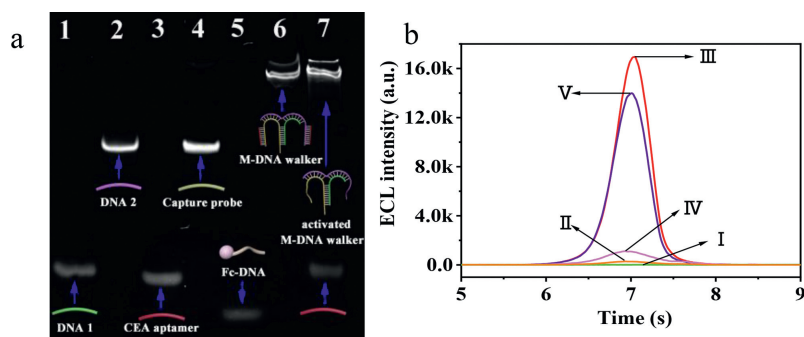 a
1 2 3 4 5 6 7
M-DNA walker
DNA 2
Capture probe
activated
M-DNA walker
Fc-DNA
DNA 1
CEA aptamer
b
ECL intensity (a.u.)
16.0k
12.0k
8.0k
4.0k
0.0
5 6 7 8 9
Time (s)
Ⅲ
Ⅴ
Ⅳ
Ⅱ
Ⅰ